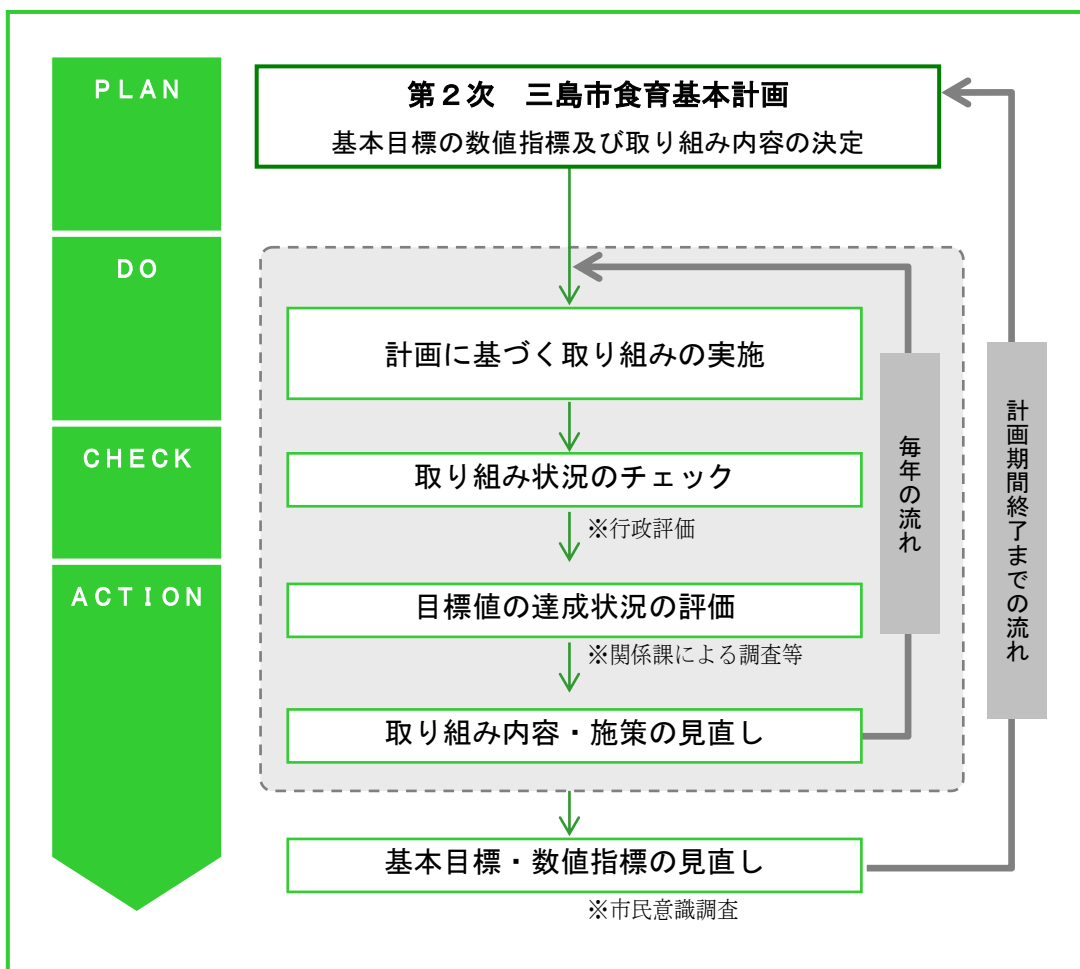 ＰＬＡＮ
第２次　三島市食育基本計画
基本目標の数値指標及び取り組み内容の決定
ＤＯ
計画に基づく取り組みの実施
ＣＨＥＣＫ
取り組み状況のチェック
※行政評価
ＡＣＴＩＯＮ
目標値の達成状況の評価
※関係課による調査等
取り組み内容・施策の見直し
基本目標・数値指標の見直し
※市民意識調査
毎年の流れ
計画期間終了までの流れ